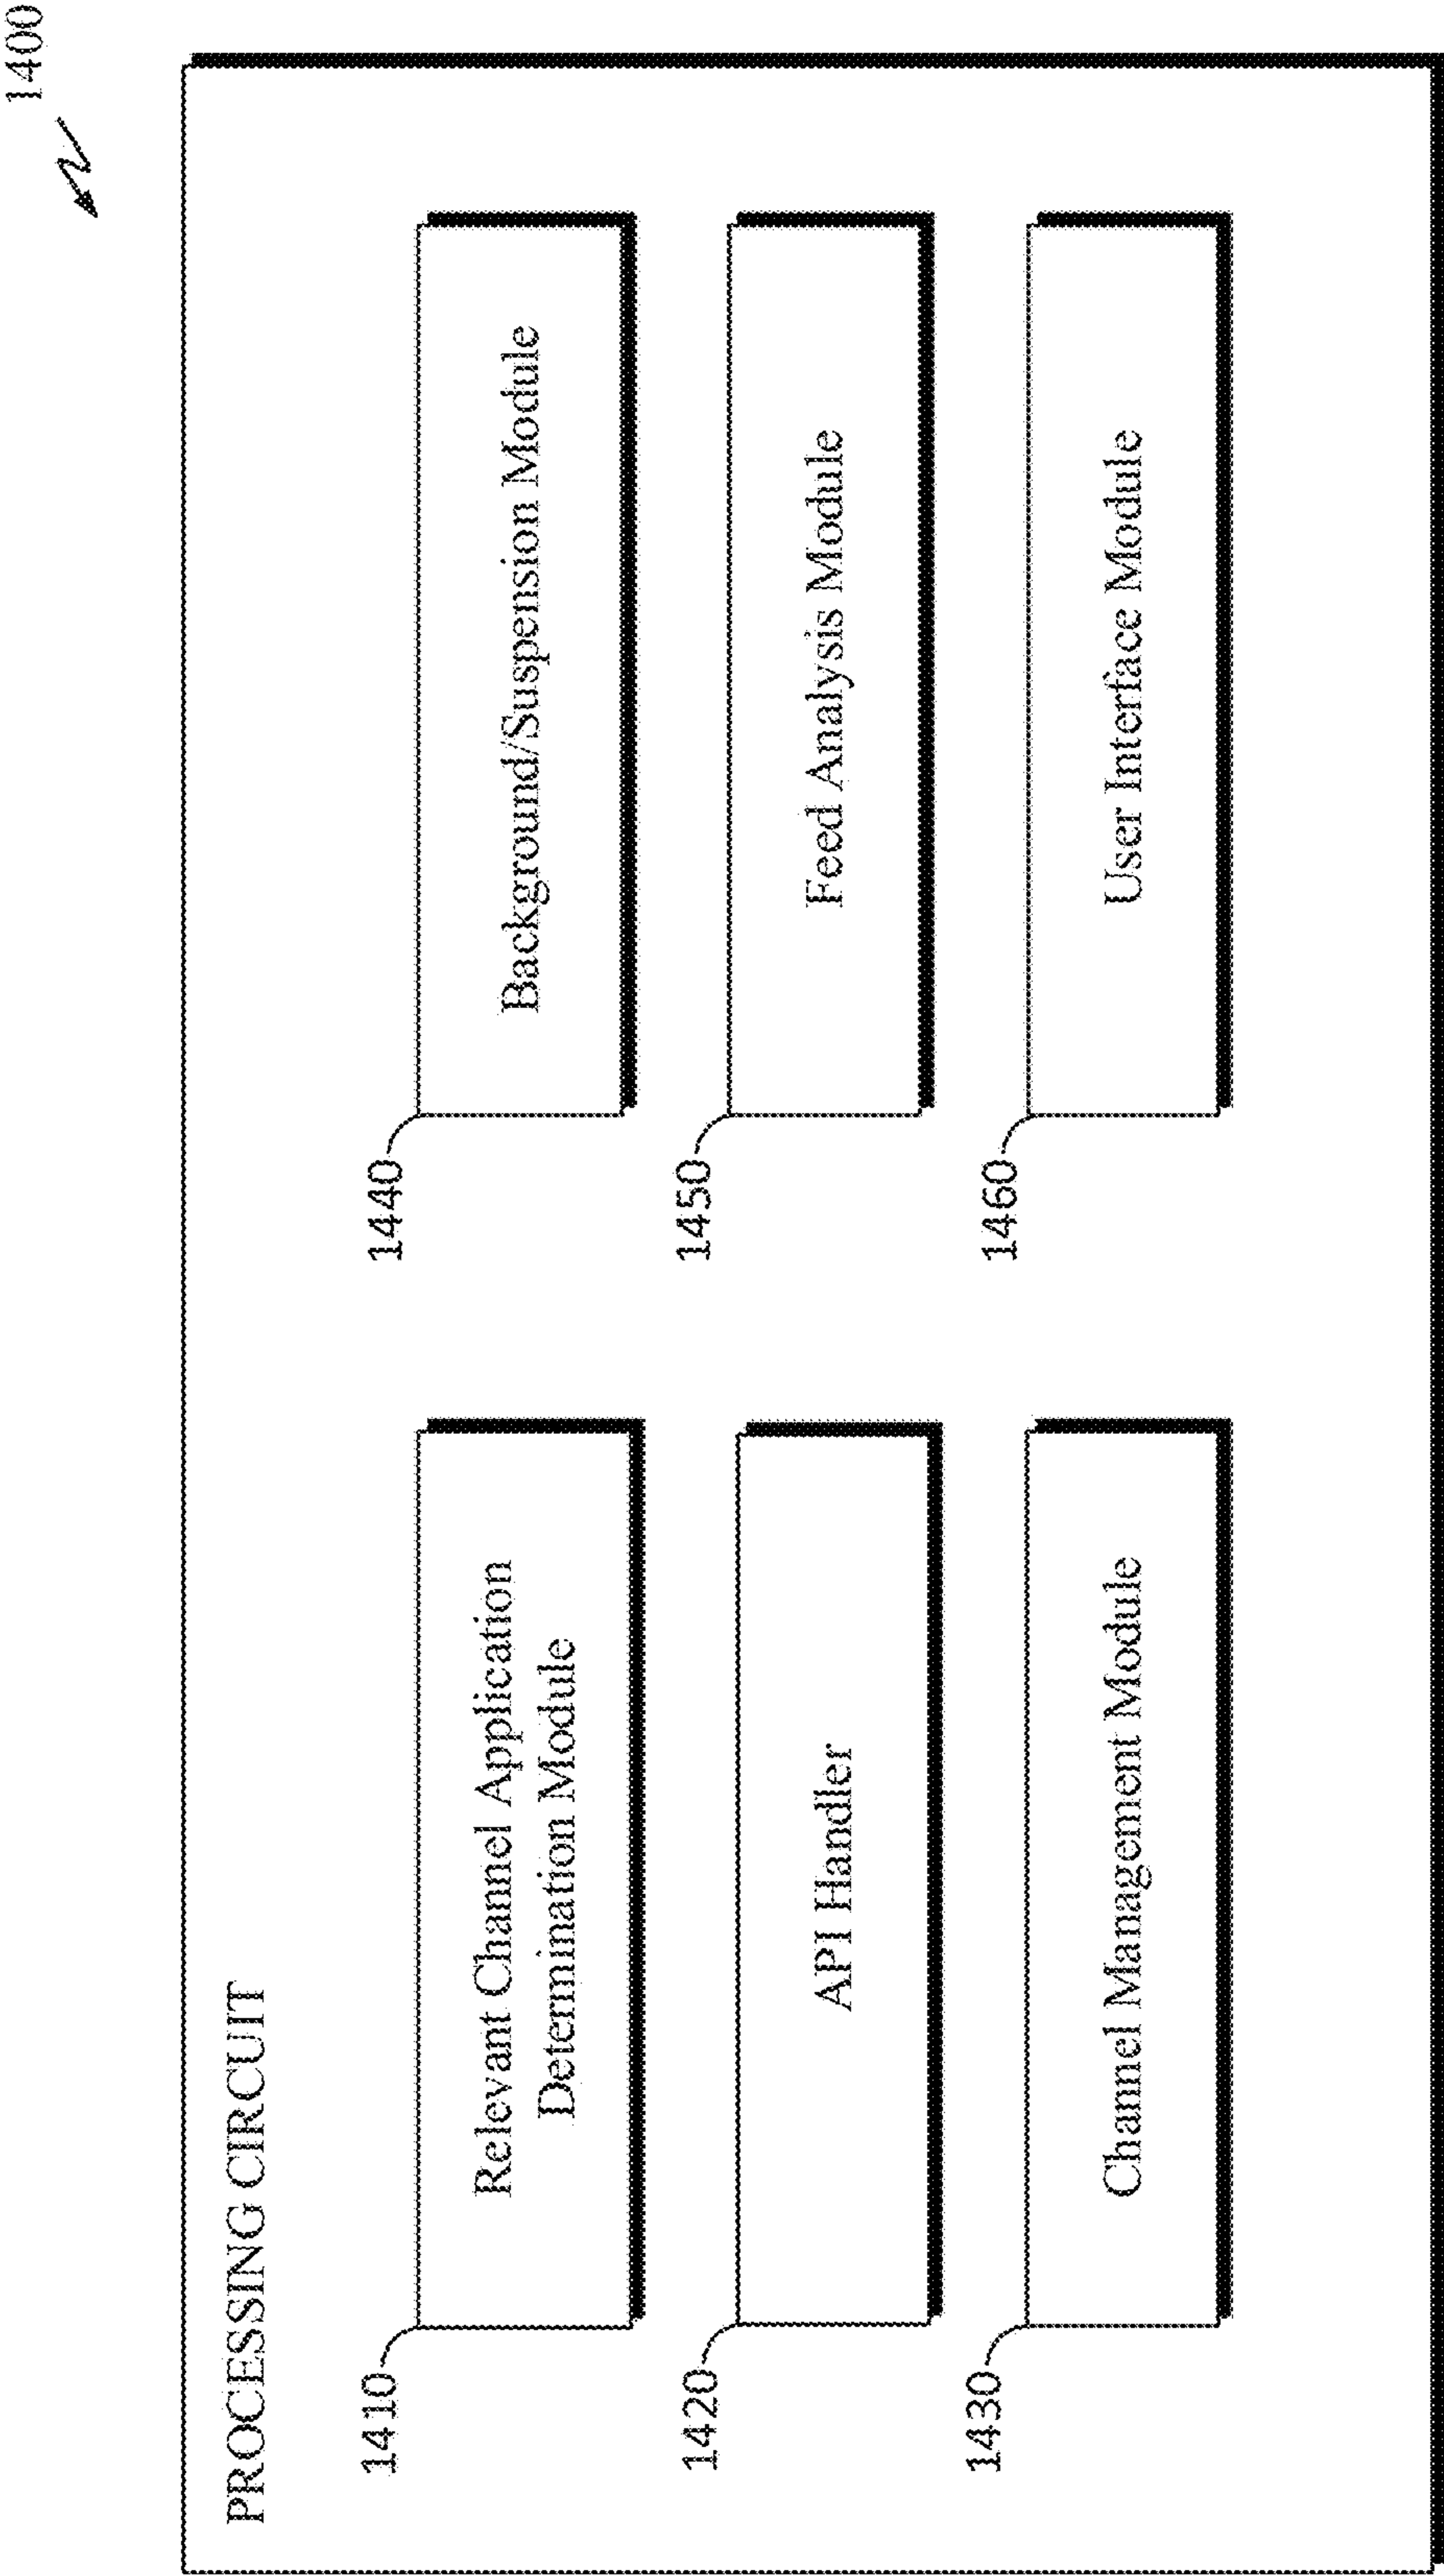 1400
PROCESSING CIRCUIT
1410
Relevant Channel Application
Determination Module
1420
API Handler
1430
Channel Management Module
1440
Background/Suspension Module
1450
Feed Analysis Module
1460
User Interface Module